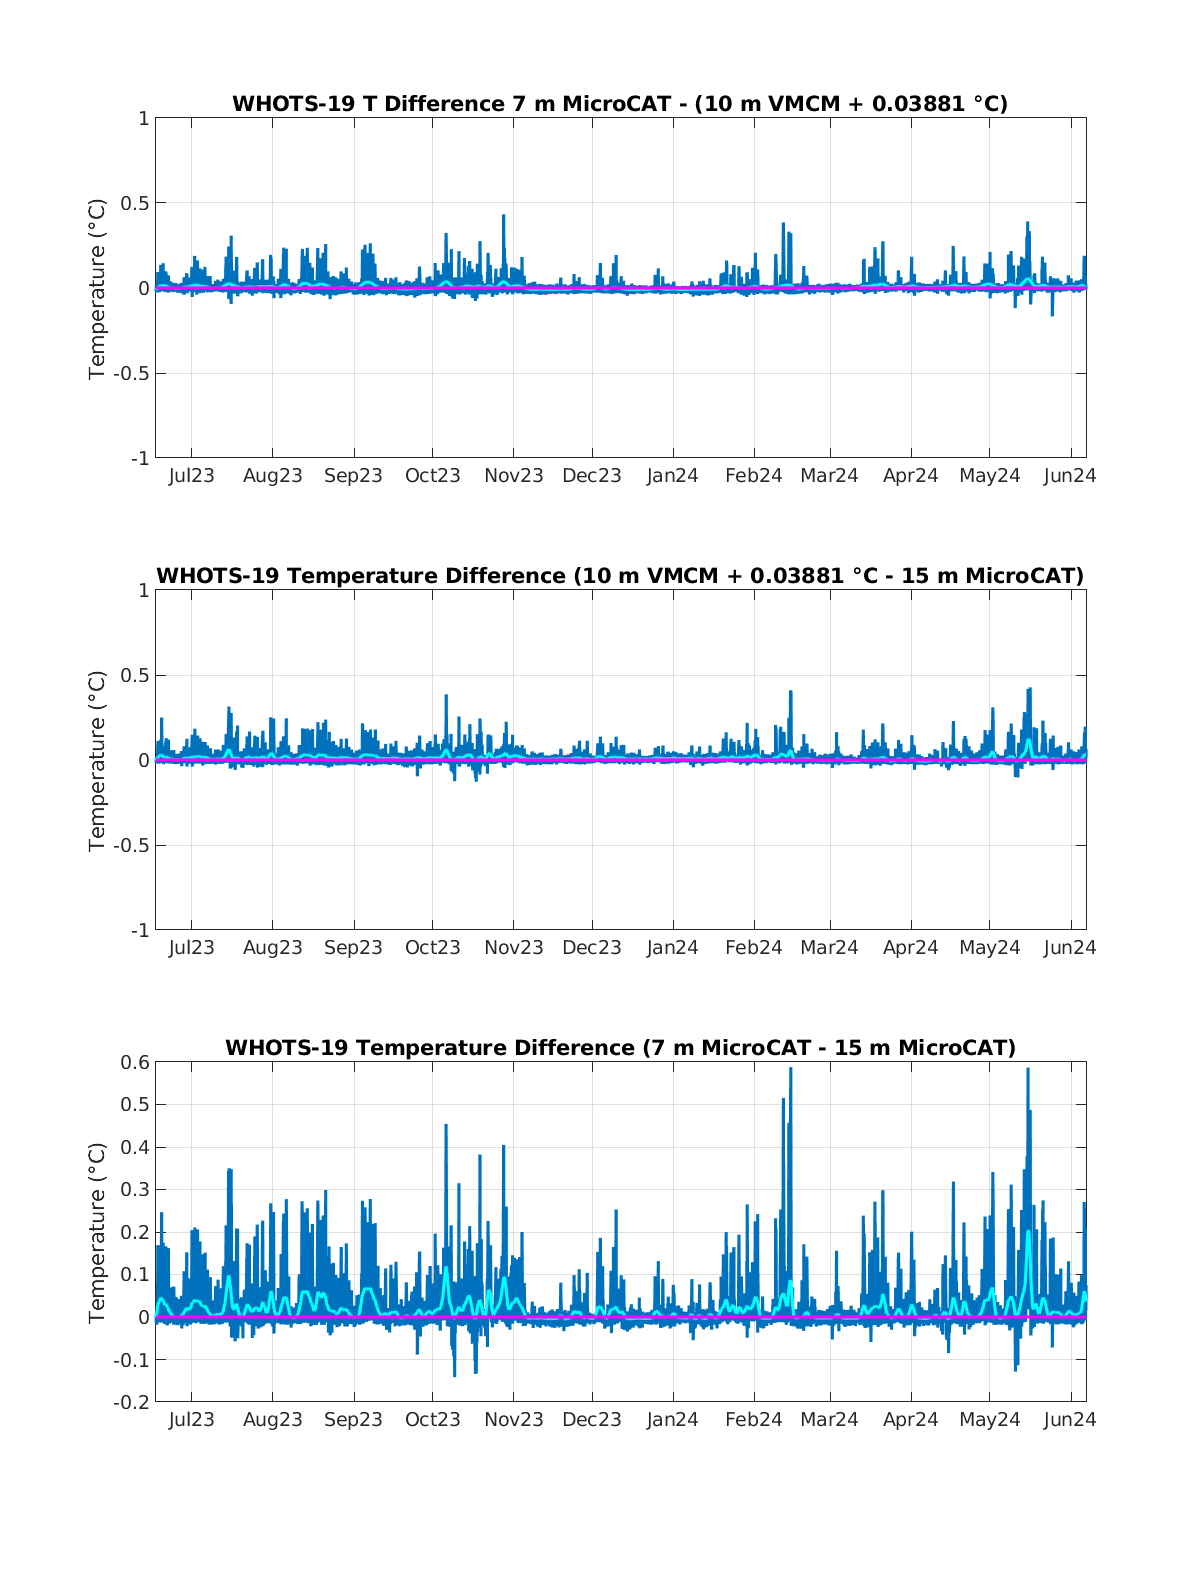 WHOTS-19 T Difference 7 m MicroCAT - (10 m VMCM + 0.03881 °C)
Temperature (°C)
1
0.5
0
-0.5
-1
Jul23 Aug23 Sep23 Oct23 Nov23 Dec23 Jan24 Feb24 Mar24 Apr24 May24 Jun24
WHOTS-19 Temperature Difference (10 m VMCM + 0.03881 °C - 15 m MicroCAT)
Temperature (°C)
1
0.5
0
-0.5
-1
Jul23 Aug23 Sep23 Oct23 Nov23 Dec23 Jan24 Feb24 Mar24 Apr24 May24 Jun24
WHOTS-19 Temperature Difference (7 m MicroCAT - 15 m MicroCAT)
Temperature (°C)
0.6
0.5
0.4
0.3
0.2
0.1
0
-0.1
-0.2
Jul23 Aug23 Sep23 Oct23 Nov23 Dec23 Jan24 Feb24 Mar24 Apr24 May24 Jun24